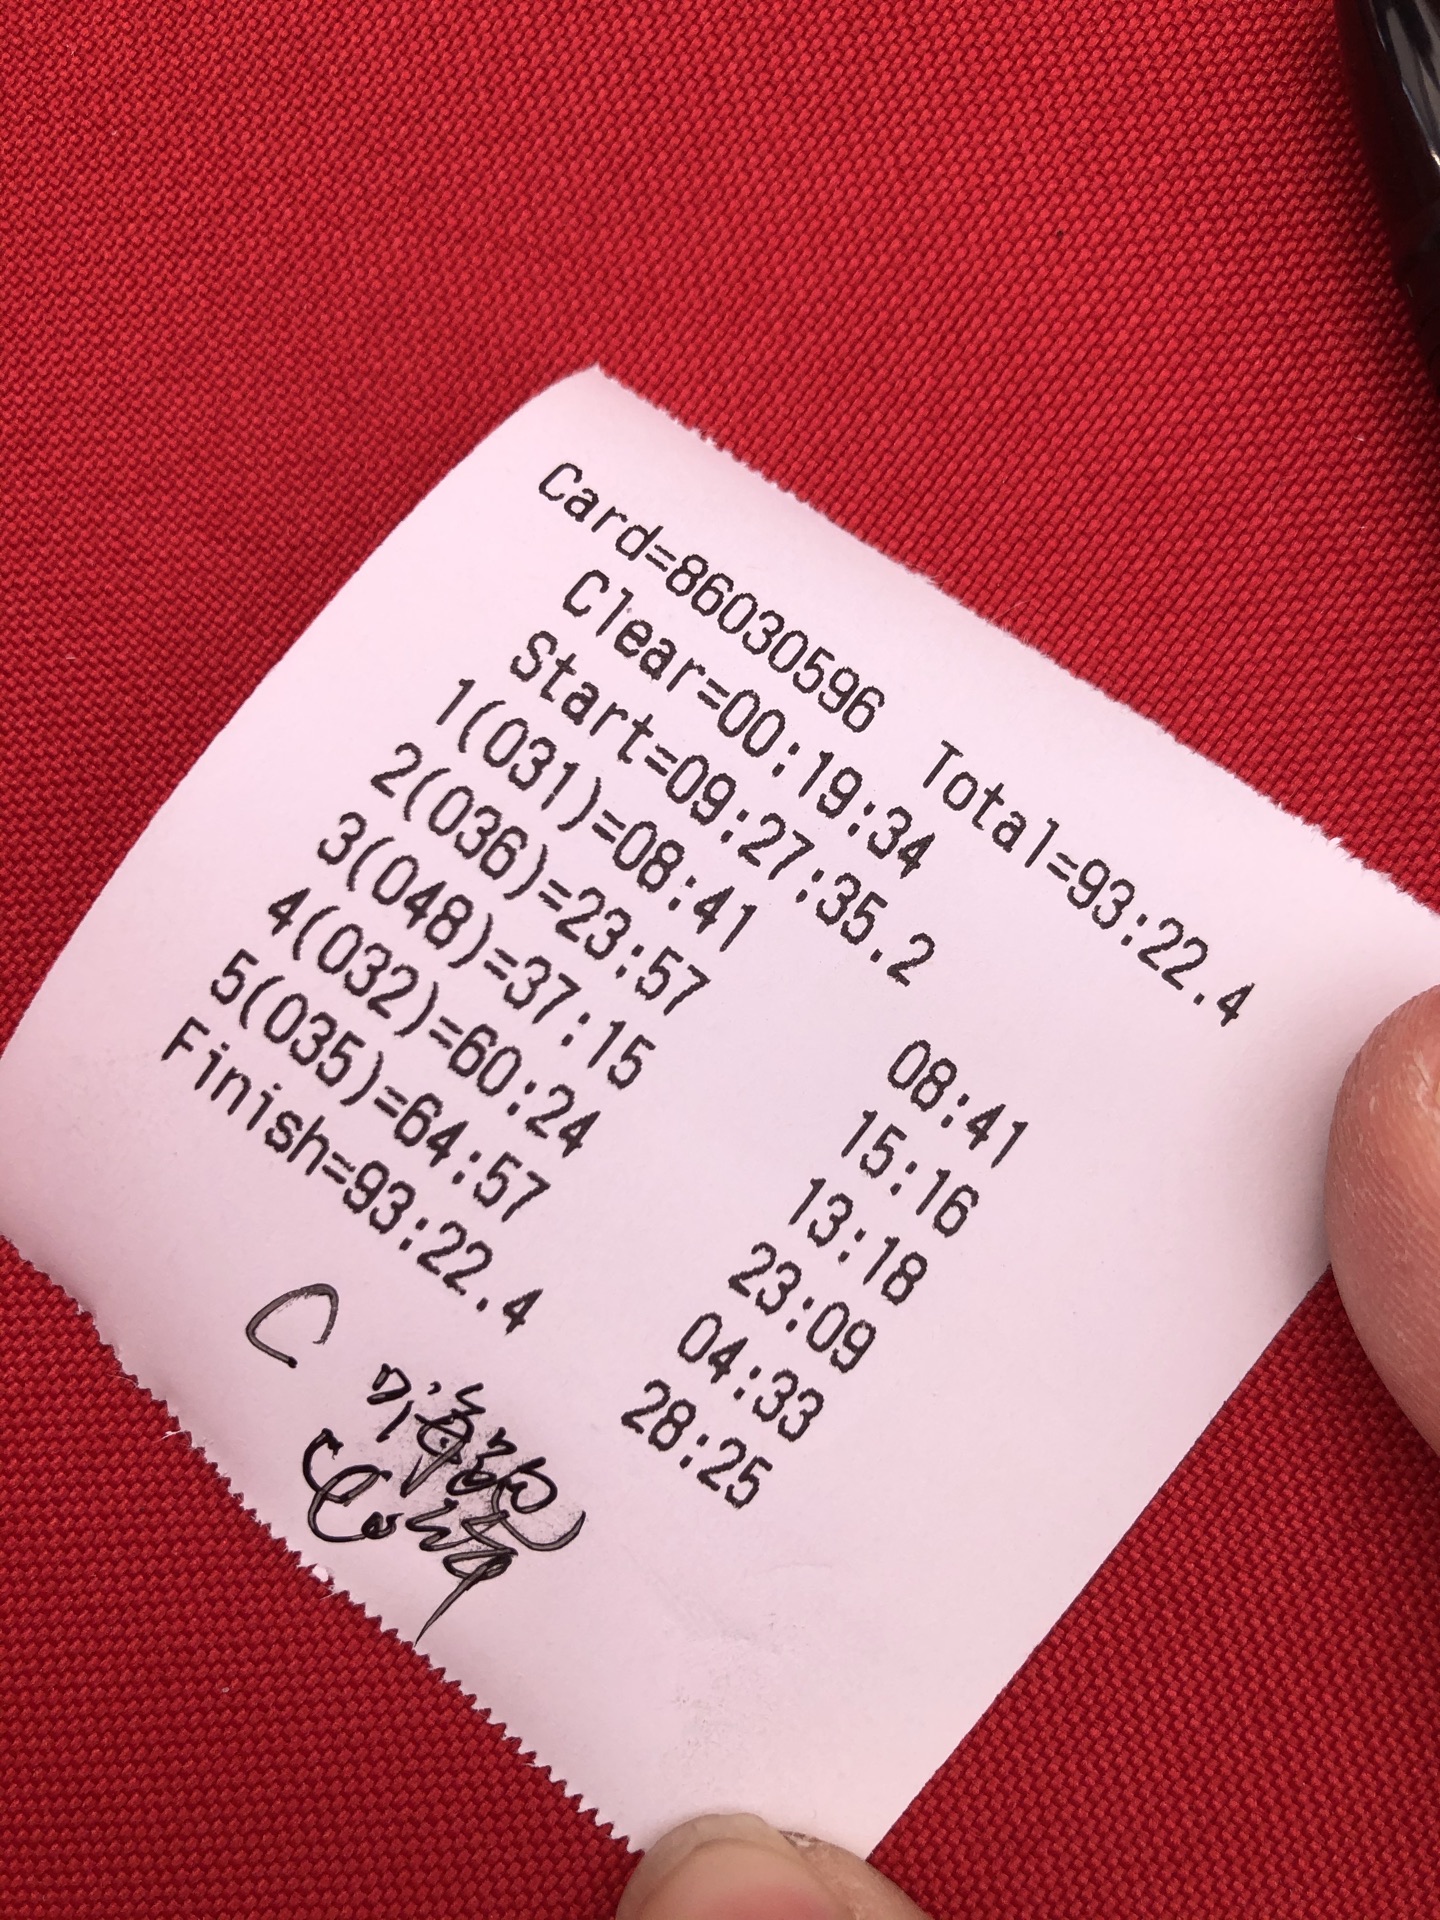 Card=86030596 Total=93:22.4
Clear=00:19:34
Start=09:27:35.2
1(031)=08:41 08:41
2(036)=23:57 15:16
3(048)=37:15 13:18
4(032)=60:24 23:09
5(035)=64:57 04:33
Finish=93:22.4 28:25
C